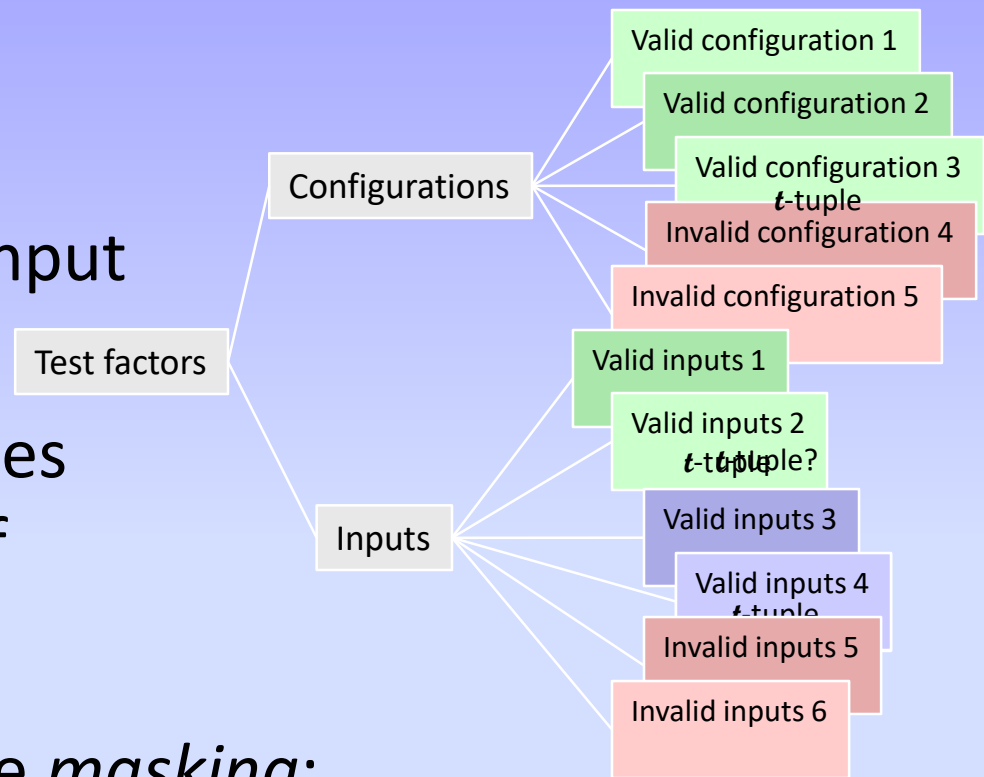 nput
es
f
e masking:
Test factors
Configurations
Valid configuration 1
Valid configuration 2
Valid configuration 3
t-tuple
Invalid configuration 4
Invalid configuration 5
Inputs
Valid inputs 1
Valid inputs 2
t-tuple t-tuple?
Valid inputs 3
Valid inputs 4
t-tuple
Invalid inputs 5
Invalid inputs 6